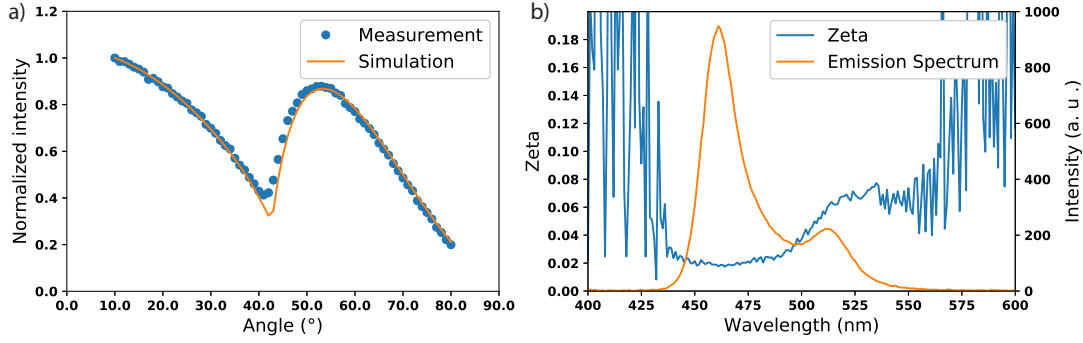 a)
1.2
1.0
0.8
0.6
0.4
0.2
0.0
Normalized intensity
Measurement
Simulation
0.0 10.0 20.0 30.0 40.0 50.0 60.0 70.0 80.0 90.0
Angle (°)
b)
0.18
0.16
0.14
0.12
0.10
0.08
0.06
0.04
0.02
0.00
Zeta
Zeta
Emission Spectrum
1000
800
600
400
200
0
Intensity (a. u .)
400 425 450 475 500 525 550 575 600
Wavelength (nm)